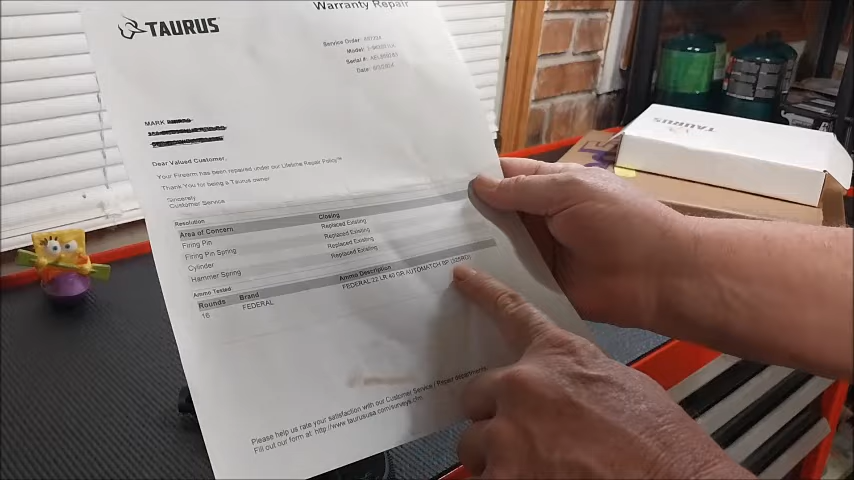 TAURUS
Warranty Repair
Service Order:
Model:
Serial #:
Date:
MARK
Dear Valued Customer,
Your Firearm has been repaired under our Lifetime Repair Policy™
Thank You for being a Taurus owner
Sincerely
Customer Service
Resolution
Area of Concern Closing
Firing Pin Replaced Existing
Firing Pin Spring Replaced Existing
Cylinder Replaced Existing
Hammer Spring Replaced Existing
Ammo Tested
Rounds Brand Ammo Description
16 FEDERAL FEDERAL 22 LR 40 GR AUTOMATCH SP (325RD)
Please help us rate your satisfaction with our Customer Service / Repair department
Fill out our form at: http://www.taurususa.com/surveys.cfm
TAURUS